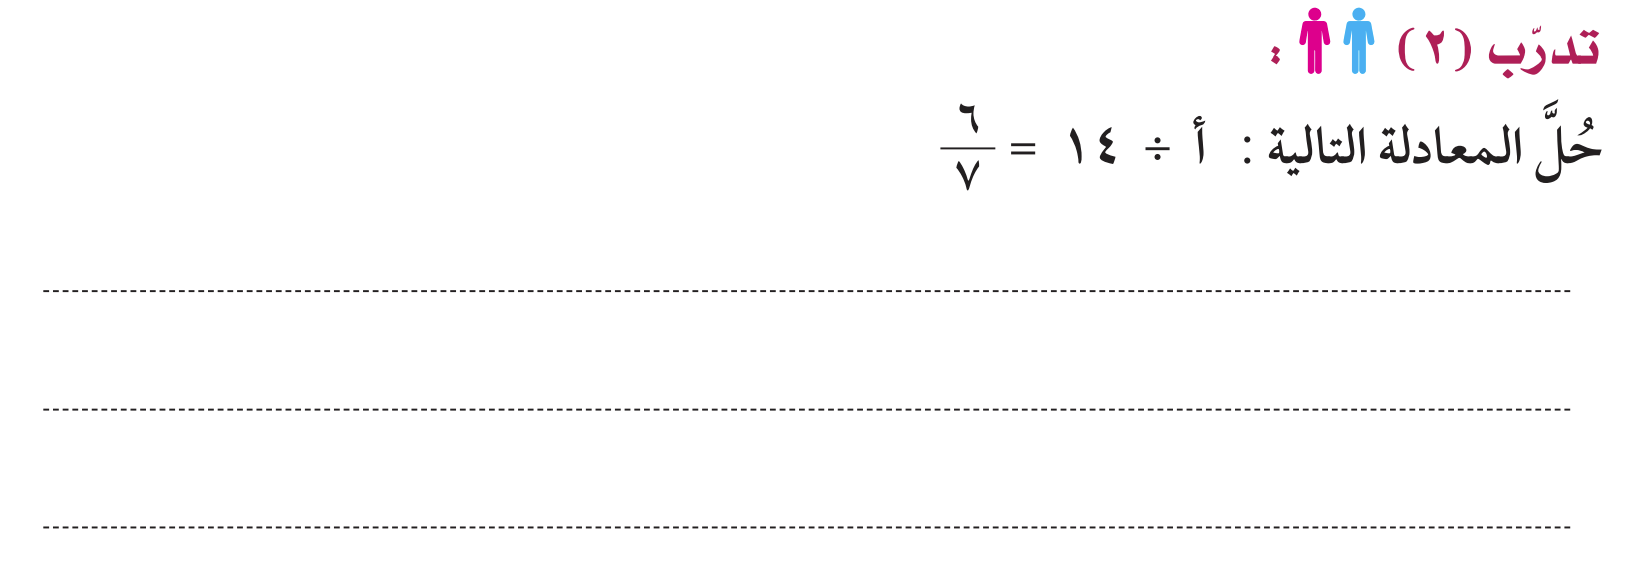 تدرّب (٢) :
حُلَّ المعادلة التالية : أ ÷ ١٤ = ٦/٧